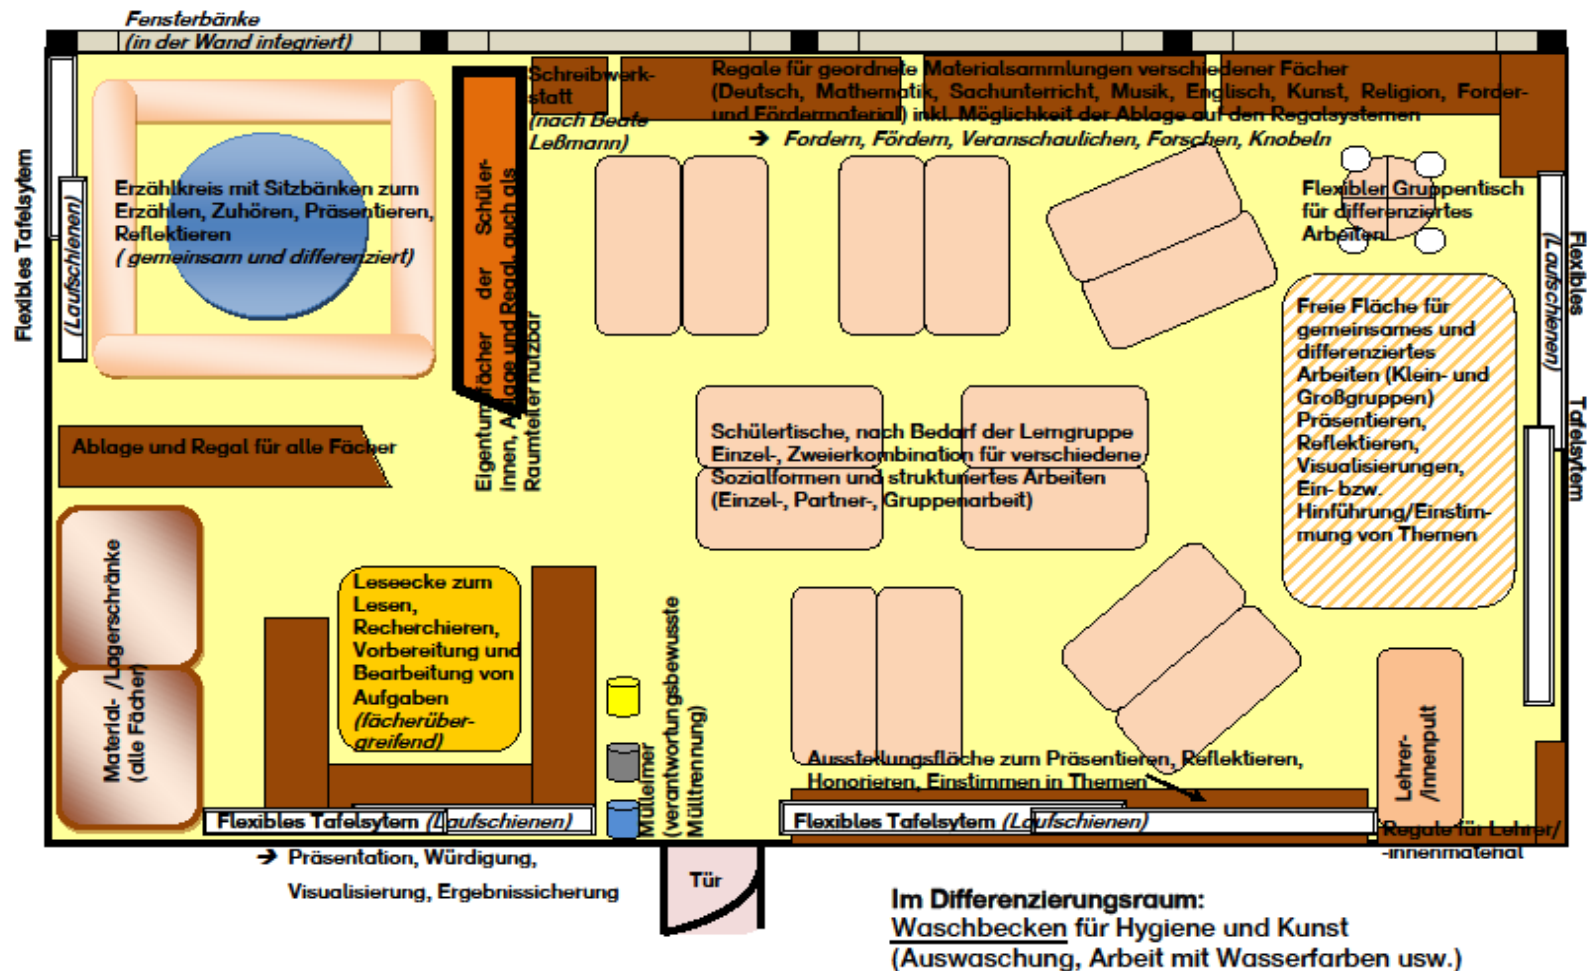 Fensterbänke
(in der Wand integriert)
Flexibles Tafelsytem
(Laufschienen)
Erzählkreis mit Sitzbänken zum
Erzählen, Zuhören, Präsentieren,
Reflektieren
( gemeinsam und differenziert)
Eigentumsfächer der Schüler-
Innen, Ablage und Regal, auch als
Raumteiler nutzbar
Schreibwerk-
statt
(nach Beate
Leßmann)
Regale für geordnete Materialsammlungen verschiedener Fächer
(Deutsch, Mathematik, Sachunterricht, Musik, Englisch, Kunst, Religion, Forder-
und Fördermaterial) inkl. Möglichkeit der Ablage auf den Regalsystemen
➔ Fordern, Fördern, Veranschaulichen, Forschen, Knobeln
Flexibler Gruppentisch
für differenziertes
Arbeiten
Flexibles Tafelsytem
(Laufschienen)
Freie Fläche für
gemeinsames und
differenziertes
Arbeiten (Klein- und
Großgruppen)
Präsentieren,
Reflektieren,
Visualisierungen,
Ein- bzw.
Hinführung/Einstim-
mung von Themen
Ablage und Regal für alle Fächer
Schülertische, nach Bedarf der Lerngruppe
Einzel-, Zweierkombination für verschiedene
Sozialformen und strukturiertes Arbeiten
(Einzel-, Partner-, Gruppenarbeit)
Material- /Lagerschränke
(alle Fächer)
Leseecke zum
Lesen,
Recherchieren,
Vorbereitung und
Bearbeitung von
Aufgaben
(fächerüber-
greifend)
Mülleimer
(verantwortungsbewusste
Mülltrennung)
Ausstellungsfläche zum Präsentieren, Reflektieren,
Honorieren, Einstimmen in Themen
Lehrer-
/innenpult
Flexibles Tafelsytem (Laufschienen)
Flexibles Tafelsytem (Laufschienen)
Regale für Lehrer/
-innenmaterial
➔ Präsentation, Würdigung,
Visualisierung, Ergebnissicherung
Tür
Im Differenzierungsraum:
Waschbecken für Hygiene und Kunst
(Auswaschung, Arbeit mit Wasserfarben usw.)